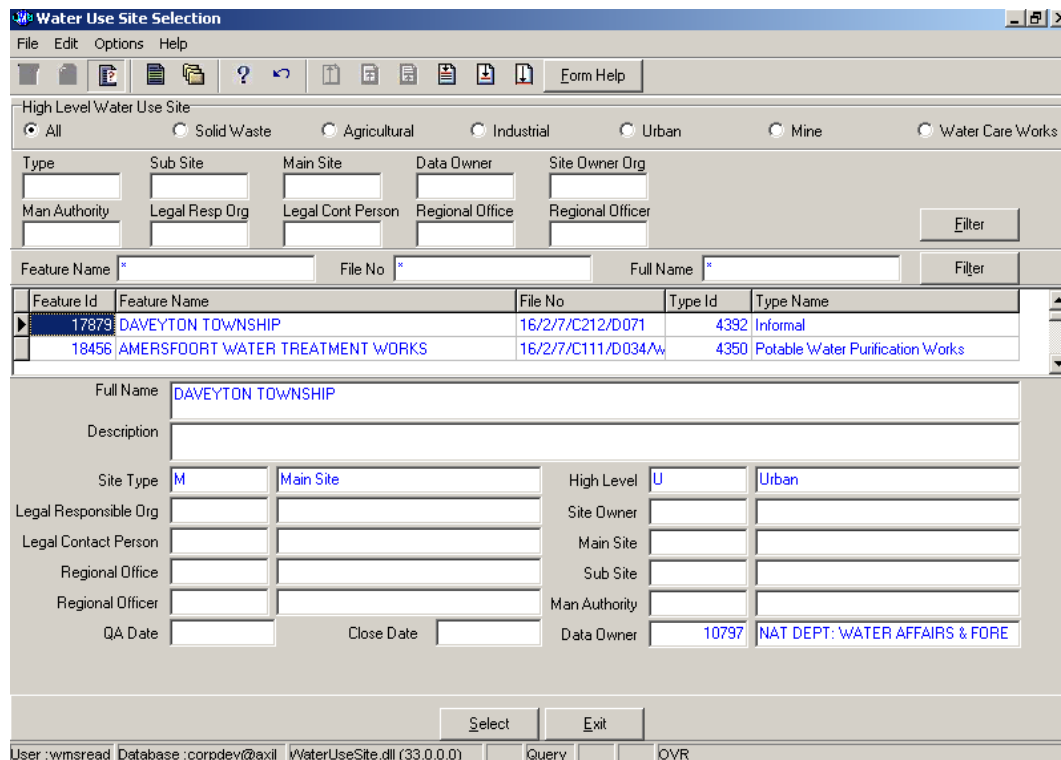 Water Use Site Selection
File Edit Options Help
? Form Help
High Level Water Use Site
All Solid Waste Agricultural Industrial Urban Mine Water Care Works
Type Sub Site Main Site Data Owner Site Owner Org
Man Authority Legal Resp Org Legal Cont Person Regional Office Regional Officer
Filter
Feature Name * File No * Full Name * Filter
Feature Id Feature Name File No Type Id Type Name
17879 DAVEYTON TOWNSHIP 16/2/7/C212/D071 4392 Informal
18456 AMERSFOORT WATER TREATMENT WORKS 16/2/7/C111/D034/W 4350 Potable Water Purification Works
Full Name DAVEYTON TOWNSHIP
Description
Site Type M Main Site High Level U Urban
Legal Responsible Org Site Owner
Legal Contact Person Main Site
Regional Office Sub Site
Regional Officer Man Authority
QA Date Close Date Data Owner 10797 NAT DEPT: WATER AFFAIRS & FORE
Select Exit
User :wmsread Database :corpdev@axil WaterUseSite.dll (33.0.0.0) Query OVR